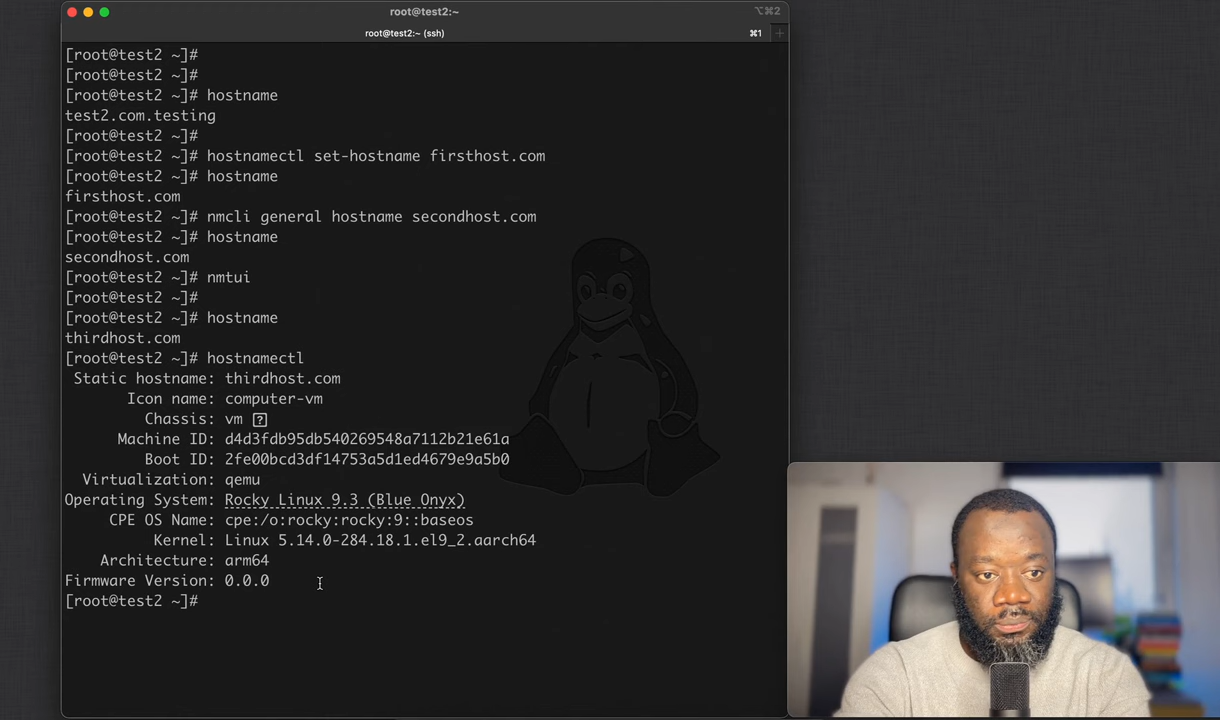 root@test2:~
⌥⌘2
root@test2:~ (ssh)
⌘1
+
[root@test2 ~]#
[root@test2 ~]#
[root@test2 ~]# hostname
test2.com.testing
[root@test2 ~]#
[root@test2 ~]# hostnamectl set-hostname firsthost.com
[root@test2 ~]# hostname
firsthost.com
[root@test2 ~]# nmcli general hostname secondhost.com
[root@test2 ~]# hostname
secondhost.com
[root@test2 ~]# nmtui
[root@test2 ~]#
[root@test2 ~]# hostname
thirdhost.com
[root@test2 ~]# hostnamectl
Static hostname: thirdhost.com
Icon name: computer-vm
Chassis: vm ⍰
Machine ID: d4d3fdb95db540269548a7112b21e61a
Boot ID: 2fe00bcd3df14753a5d1ed4679e9a5b0
Virtualization: qemu
Operating System: Rocky Linux 9.3 (Blue Onyx)
CPE OS Name: cpe:/o:rocky:rocky:9::baseos
Kernel: Linux 5.14.0-284.18.1.el9_2.aarch64
Architecture: arm64
Firmware Version: 0.0.0
[root@test2 ~]#